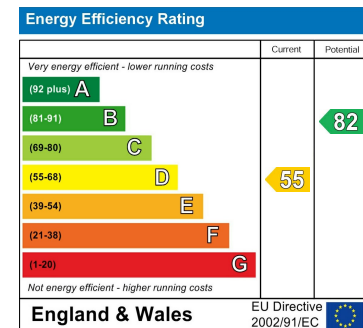 Energy Efficiency Rating
Current Potential
Very energy efficient - lower running costs
(92 plus) A
(81-91) B
82
(69-80) C
(55-68) D
55
(39-54) E
(21-38) F
(1-20) G
Not energy efficient - higher running costs
England & Wales
EU Directive
2002/91/EC